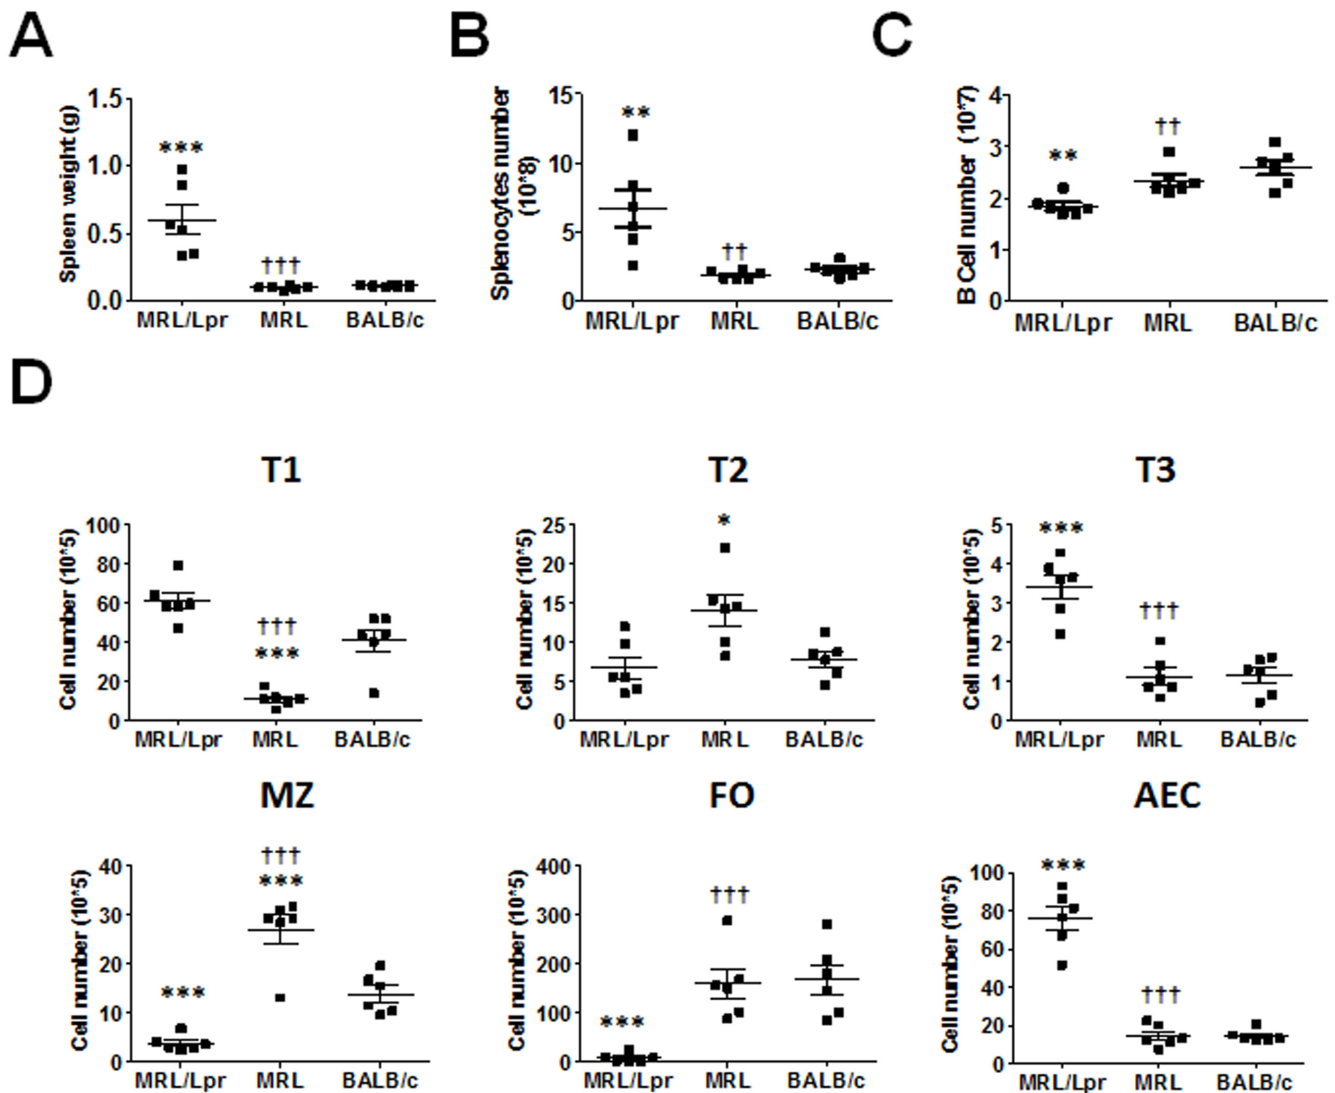 A
B
C
Spleen weight (g)
1.5
1.0
0.5
0.0
***
†††
MRL/Lpr
MRL
BALB/c
Splenocytes number
(10*8)
15
10
5
0
**
††
MRL/Lpr
MRL
BALB/c
B Cell number (10*7)
4
3
2
1
0
**
††
MRL/Lpr
MRL
BALB/c
D
T1
Cell number (10*5)
100
80
60
40
20
0
†††
***
MRL/Lpr
MRL
BALB/c
T2
Cell number (10*5)
25
20
15
10
5
0
*
MRL/Lpr
MRL
BALB/c
T3
Cell number (10*5)
5
4
3
2
1
0
***
†††
MRL/Lpr
MRL
BALB/c
MZ
Cell number (10*5)
40
30
20
10
0
***
†††
***
MRL/Lpr
MRL
BALB/c
FO
Cell number (10*5)
400
300
200
100
0
***
†††
MRL/Lpr
MRL
BALB/c
AEC
Cell number (10*5)
100
80
60
40
20
0
***
†††
MRL/Lpr
MRL
BALB/c